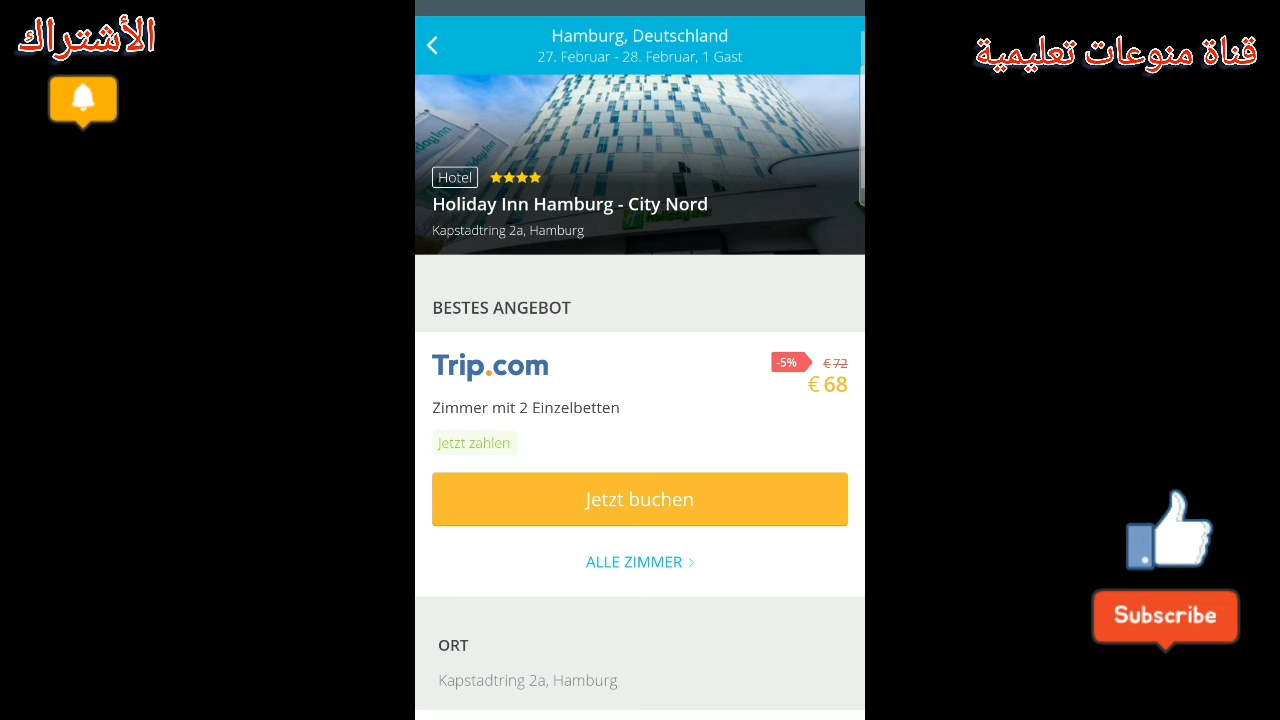 الأشتراك
قناة منوعات تعليمية
Hamburg, Deutschland
27. Februar - 28. Februar, 1 Gast
Hotel
Holiday Inn Hamburg - City Nord
Kapstadtring 2a, Hamburg
BESTES ANGEBOT
Trip.com
-5% € 72
€ 68
Zimmer mit 2 Einzelbetten
Jetzt zahlen
Jetzt buchen
ALLE ZIMMER >
Subscribe
ORT
Kapstadtring 2a, Hamburg